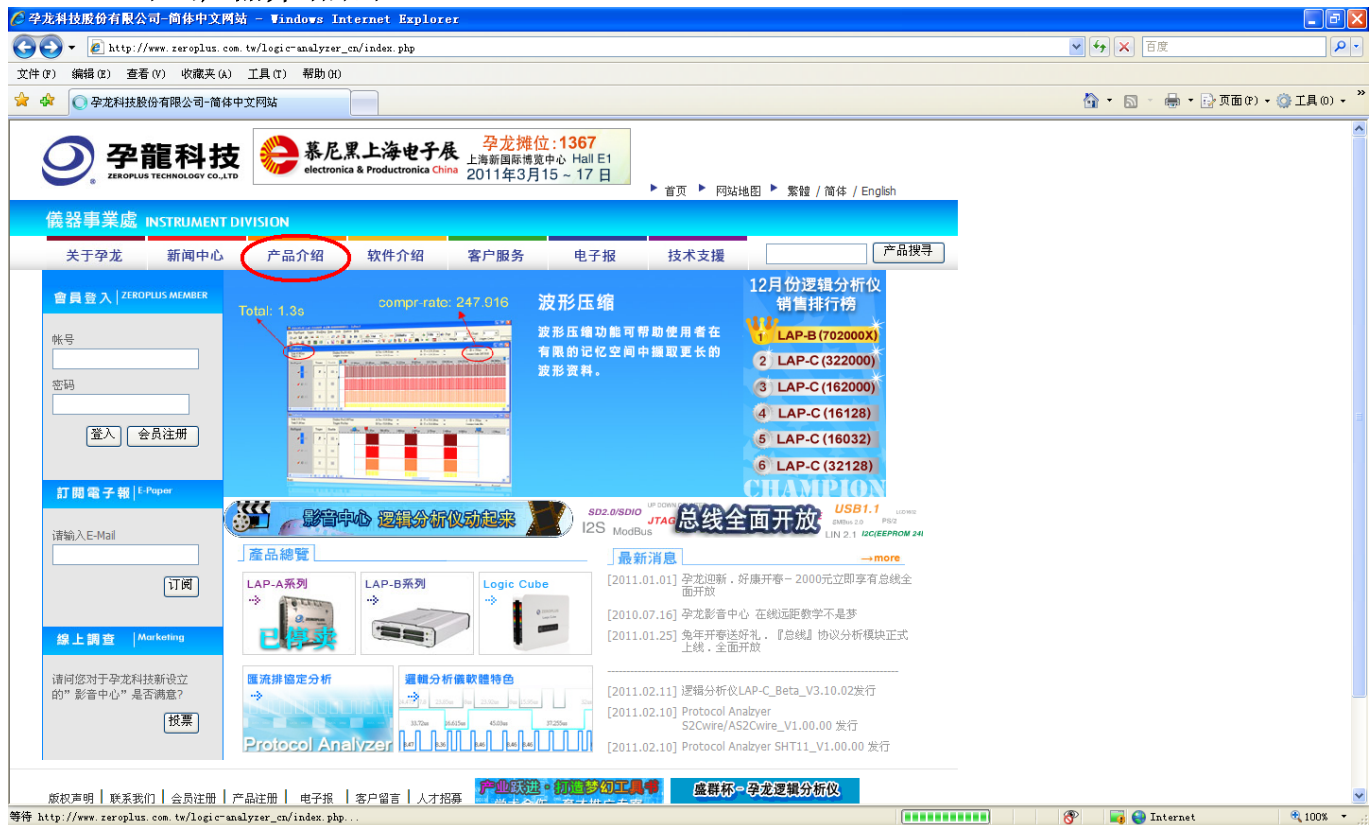 孕龙科技股份有限公司-简体中文网站 - Windows Internet Explorer
http://www.zeroplus.com.tw/logic-analyzer_cn/index.php
百度
文件(F) 编辑(E) 查看(V) 收藏夹(A) 工具(T) 帮助(H)
孕龙科技股份有限公司-简体中文网站
页面(P) 工具(O)
孕龍科技
ZEROPLUS TECHNOLOGY CO.,LTD
慕尼黑上海电子展
electronica & Productronica China
孕龙摊位:1367
上海新国际博览中心 Hall E1
2011年3月15 ~ 17 日
首页 网站地图 繁體 / 简体 / English
儀器事業處 INSTRUMENT DIVISION
关于孕龙 新闻中心 产品介绍 软件介绍 客户服务 电子报 技术支援 产品搜寻
會員登入 ZEROPLUS MEMBER
帐号
密码
登入 会员注册
訂閱電子報 E-Paper
请输入E-Mail
订阅
線上調查 Marketing
请问您对于孕龙科技新设立的"影音中心"是否满意?
投票
Total: 1.3s
compr-rate: 247.916
波形压缩
波形压缩功能可帮助使用者在
有限的记忆空间中撷取更长的
波形资料。
12月份逻辑分析仪
销售排行榜
1 LAP-B (702000X)
2 LAP-C (322000)
3 LAP-C (162000)
4 LAP-C (16128)
5 LAP-C (16032)
6 LAP-C (32128)
CHAMPION
影音中心 逻辑分析仪动起来
SD2.0/SDIO
I2S ModBus
JTAG
总线全面开放
USB1.1
LIN 2.1 I2C(EEPROM 24L
產品總覽
LAP-A系列
已停卖
LAP-B系列
Logic Cube
匯流排協定分析
Protocol Analyzer
邏輯分析儀軟體特色
最新消息
→more
[2011.01.01] 孕龙迎新．好康开春－2000元立即享有总线全
面开放
[2010.07.16] 孕龙影音中心 在线远距教学不是梦
[2011.01.25] 兔年开春送好礼．『总线』协议分析模块正式
上线．全面开放
[2011.02.11] 逻辑分析仪LAP-C_Beta_V3.10.02发行
[2011.02.10] Protocol Analzyer
S2Cwire/AS2Cwire_V1.00.00 发行
[2011.02.10] Protocol Analzyer SHT11_V1.00.00 发行
版权声明 联系我们 会员注册 产品注册 电子报 客户留言 人才招募
产业跃进•打造梦幻工具书
盛群杯－孕龙逻辑分析仪
等待 http://www.zeroplus.com.tw/logic-analyzer_cn/index.php...
Internet
100%